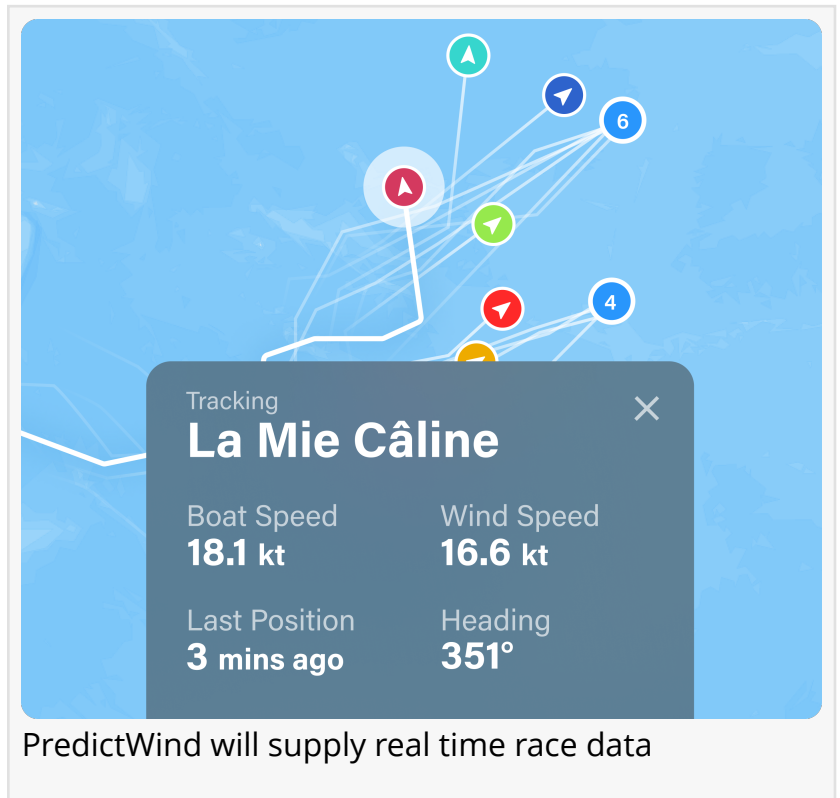 6
4
Tracking
La Mie Câline
Boat Speed
18.1 kt
Wind Speed
16.6 kt
Last Position
3 mins ago
Heading
351°
PredictWind will supply real time race data